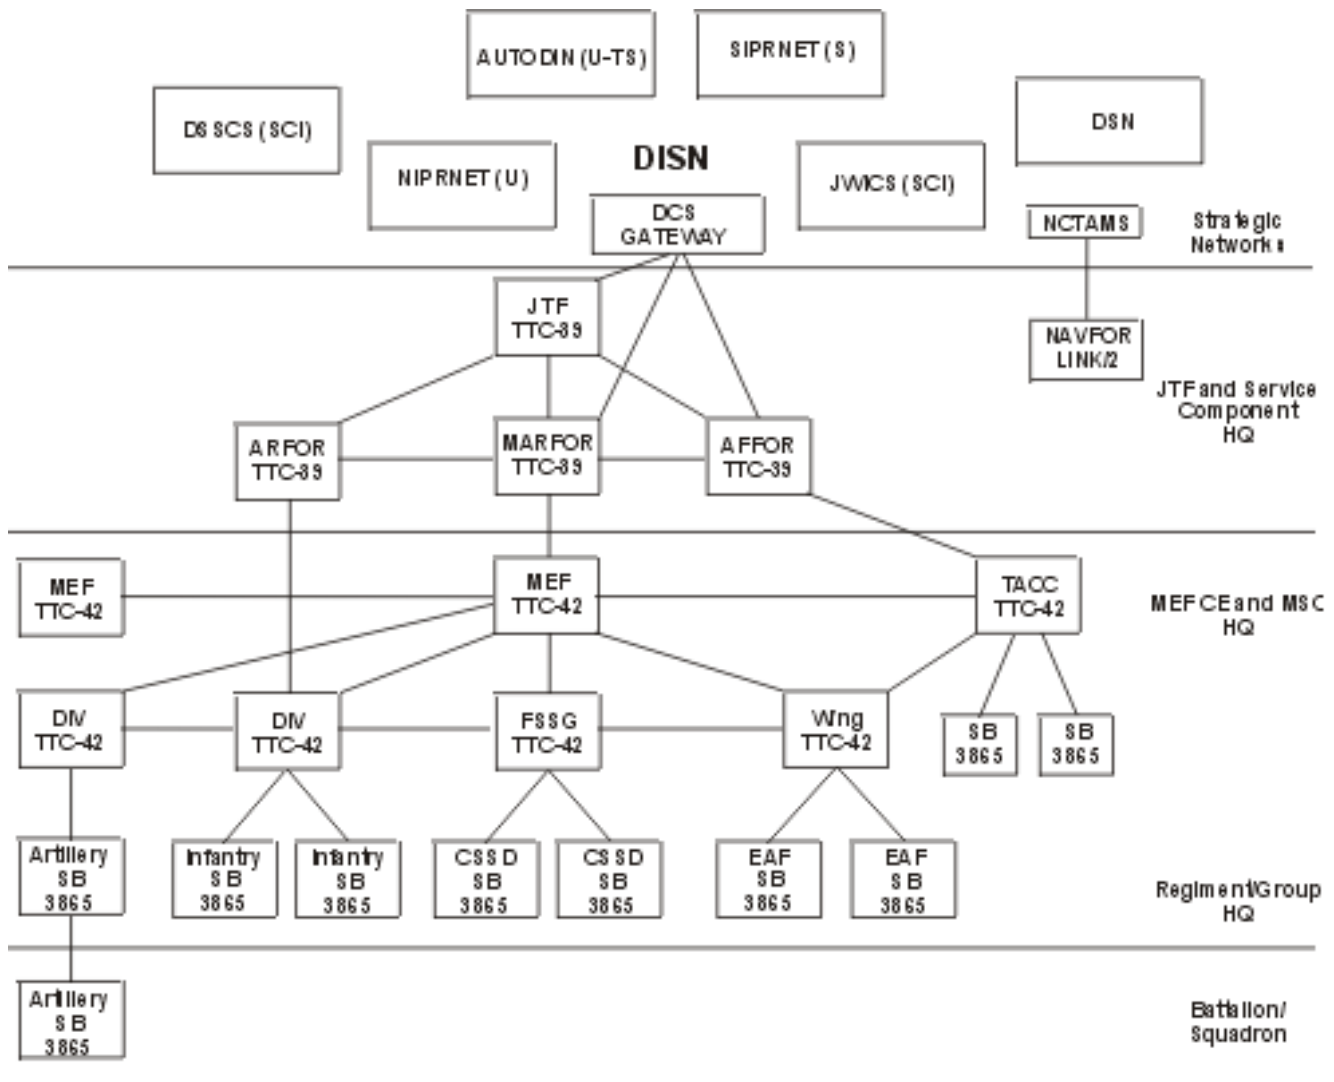 AUTODIN (U-TS)
SIPRNET (S)
DSSCS (SCI)
DSN
NIPRNET (U)
DISN
JWICS (SCI)
DCS
GATEWAY
NCTAMS
Strategic
Networks
JTF
TTC-39
NAVFOR
LINK/2
JTF and Service
Component
HQ
ARFOR
TTC-39
MARFOR
TTC-39
AFFOR
TTC-39
MEF
TTC-42
MEF
TTC-42
TACC
TTC-42
MEF CE and MSC
HQ
DIV
TTC-42
DIV
TTC-42
FSSG
TTC-42
Wing
TTC-42
SB
3865
SB
3865
Artillery
SB
3865
Infantry
SB
3865
Infantry
SB
3865
CSSD
SB
3865
CSSD
SB
3865
EAF
SB
3865
EAF
SB
3865
Regiment/Group
HQ
Artillery
SB
3865
Battalion/
Squadron